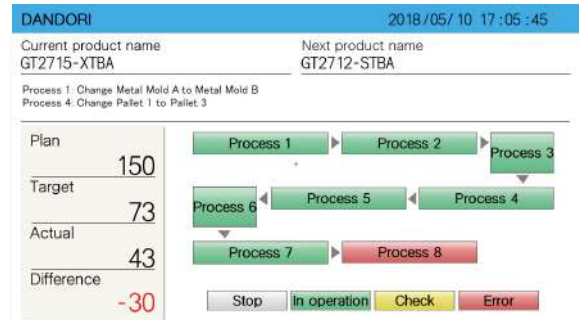 DANDORI 2018/05/10 17:05:45
Current product name Next product name
GT2715-XTBA GT2712-STBA
Process 1: Change Metal Mold A to Metal Mold B
Process 4: Change Pallet 1 to Pallet 3
Plan
150
Target
73
Actual
43
Difference
-30
Process 1 Process 2 Process 3
Process 6 Process 5 Process 4
Process 7 Process 8
Stop In operation Check Error